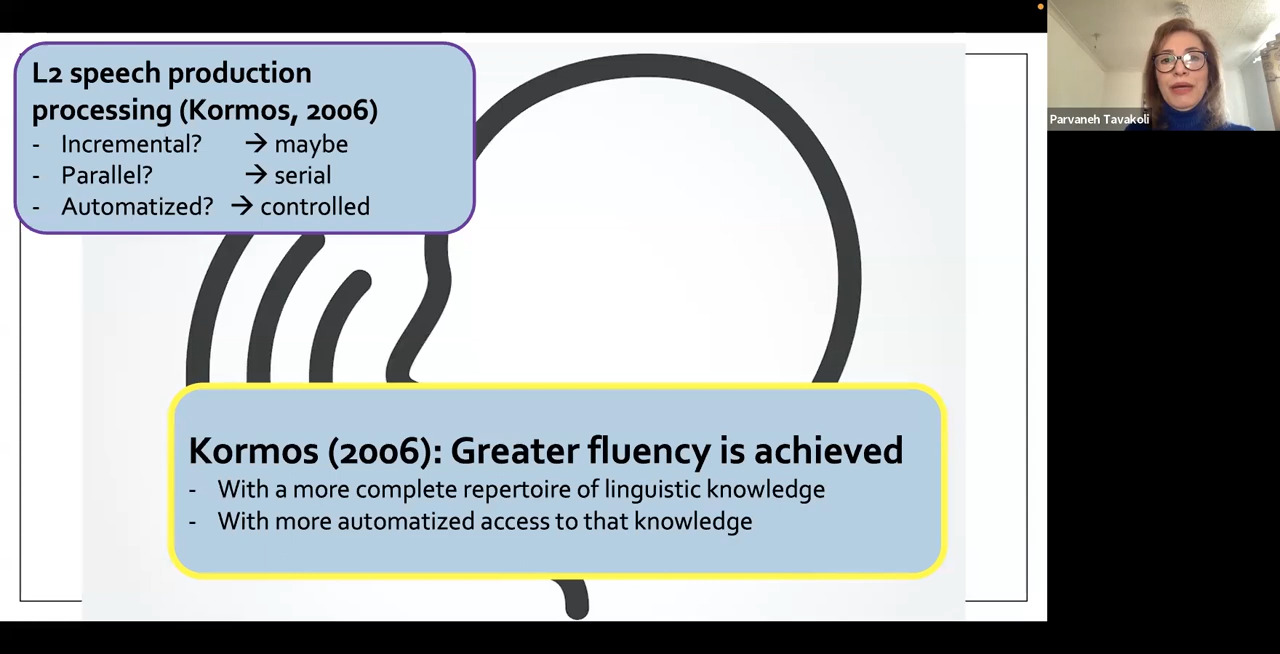 L2 speech production
processing (Kormos, 2006)
- Incremental? → maybe
- Parallel? → serial
- Automatized? → controlled
Kormos (2006): Greater fluency is achieved
- With a more complete repertoire of linguistic knowledge
- With more automatized access to that knowledge
Parvaneh Tavakoli